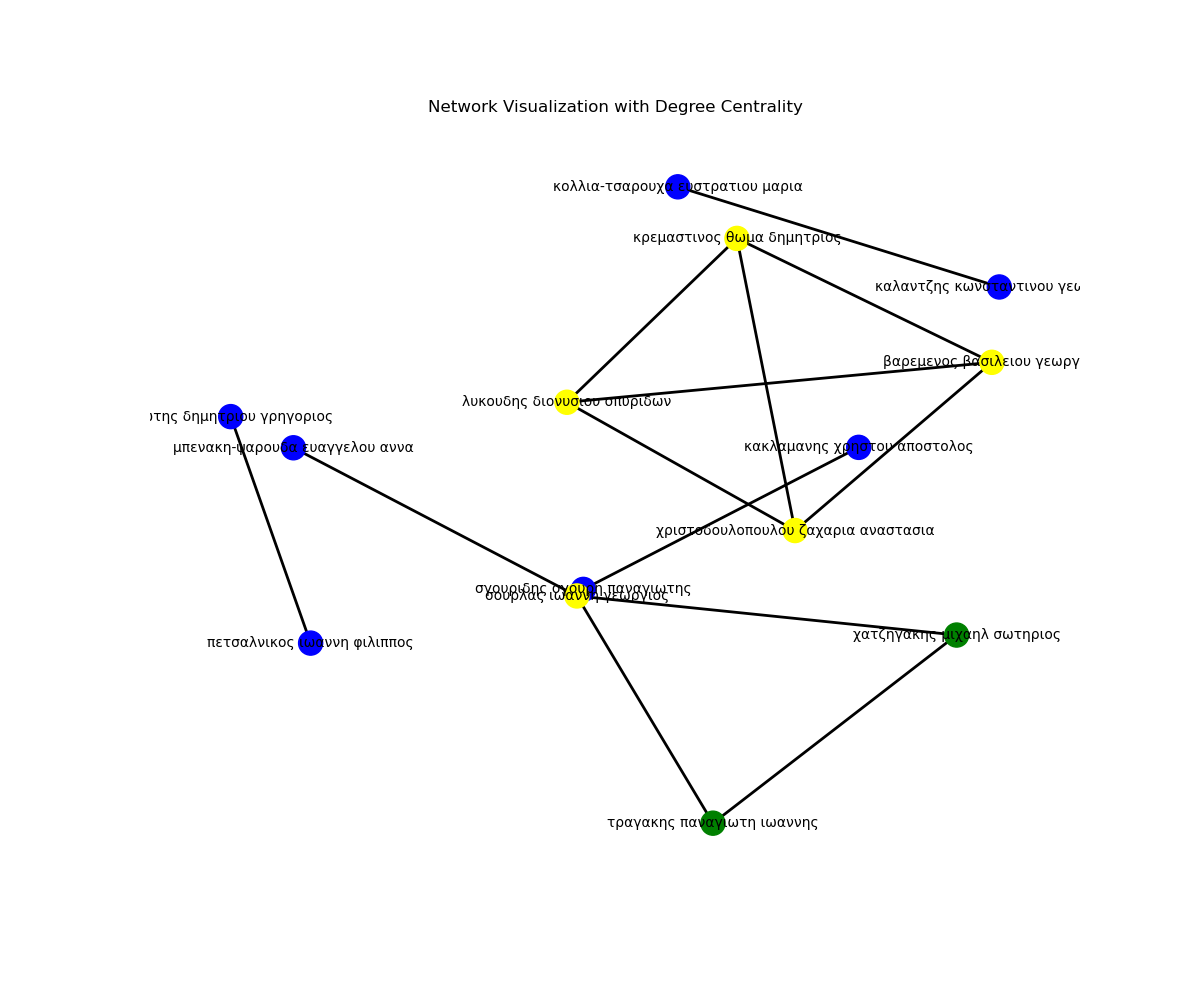 Network Visualization with Degree Centrality
κολλια-τσαρουχα ευστρατιου μαρια
κρεμαστινος θωμα δημητριος
καλαντζης κωνσταντινου γεω
βαρεμενος βασιλειου γεωργ
λυκουδης διονυσιου σπυριδων
δημητριου γρηγοριος
μπενακη-ψαρουδα ευαγγελου αννα
κακλαμανης χρηστου αποστολος
χριστοδουλοπουλου ζαχαρια αναστασια
σγουριδης σγουρη παναγιωτης
σουρλας ιωαννη γεωργιος
χατζηγακης μιχαηλ σωτηριος
πετσαλνικος ιωαννη φιλιππος
τραγακης παναγιωτη ιωαννης